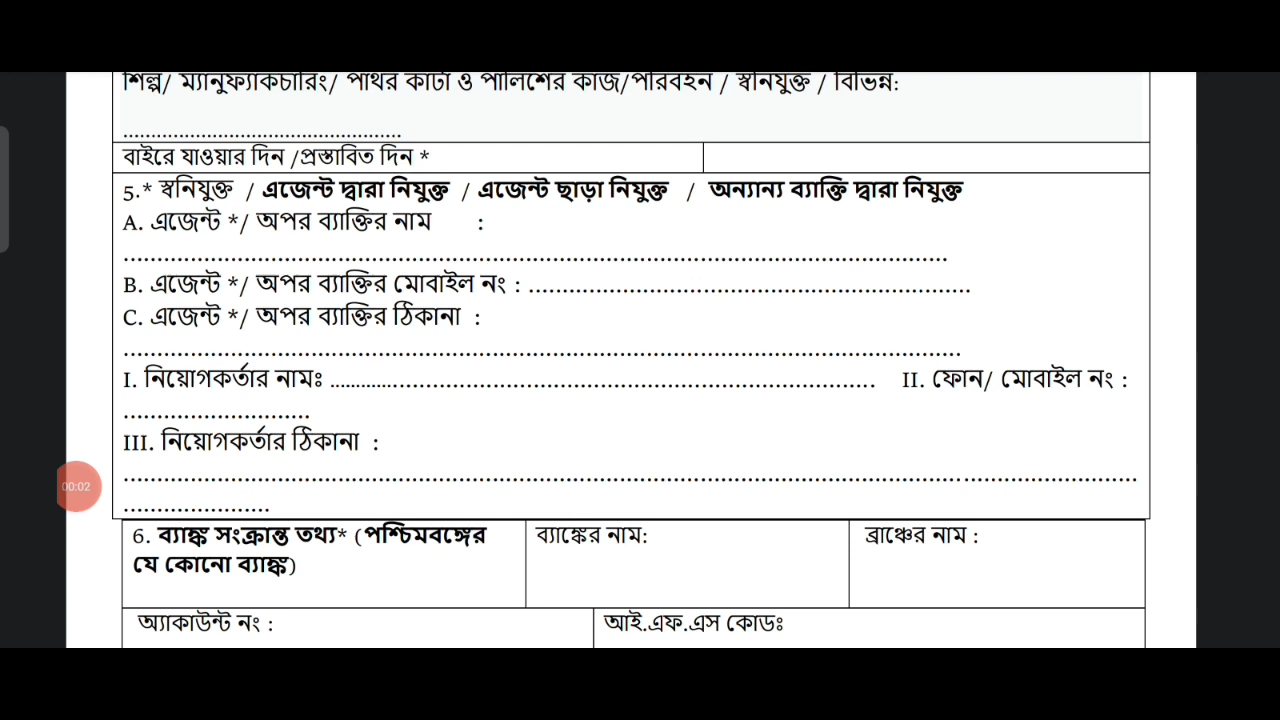 শিল্প/ ম্যানুফ্যাকচারিং/ পাথর কাটা ও পালিশের কাজ/পরিবহন / স্বনিযুক্ত / বিভিন্ন:
................................................
বাইরে যাওয়ার দিন /প্রস্তাবিত দিন *
5.* স্বনিযুক্ত / এজেন্ট দ্বারা নিযুক্ত / এজেন্ট ছাড়া নিযুক্ত / অন্যান্য ব্যাক্তি দ্বারা নিযুক্ত
A. এজেন্ট */ অপর ব্যাক্তির নাম :
........................................................................................................................
B. এজেন্ট */ অপর ব্যাক্তির মোবাইল নং : .................................................................
C. এজেন্ট */ অপর ব্যাক্তির ঠিকানা :
..........................................................................................................................
I. নিয়োগকর্তার নামঃ ................................................................................... II. ফোন/ মোবাইল নং :
............................
III. নিয়োগকর্তার ঠিকানা :
....................................................................................................................................................
......................
6. ব্যাঙ্ক সংক্রান্ত তথ্য* (পশ্চিমবঙ্গের ব্যাঙ্কের নাম: ব্রাঞ্চের নাম :
যে কোনো ব্যাঙ্ক)
00:02
অ্যাকাউন্ট নং : আই.এফ.এস কোডঃ